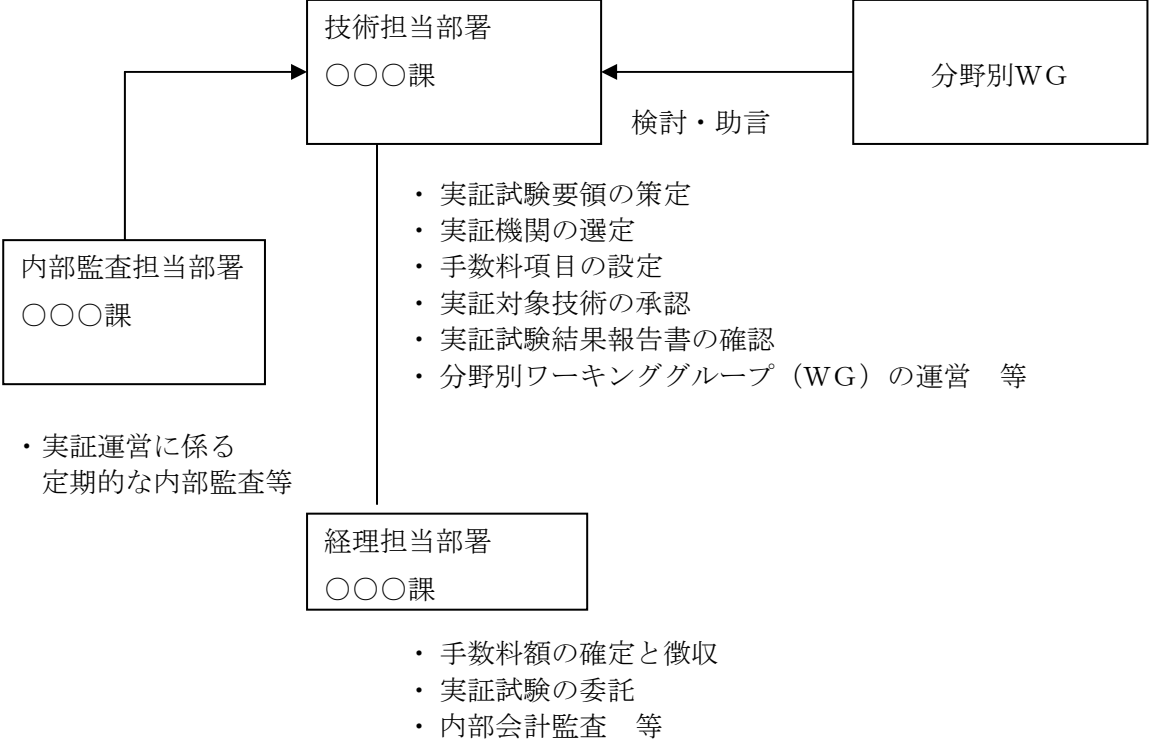 技術担当部署
○○○課
分野別WG
検討・助言
・ 実証試験要領の策定
・ 実証機関の選定
・ 手数料項目の設定
・ 実証対象技術の承認
・ 実証試験結果報告書の確認
・ 分野別ワーキンググループ（WG）の運営　等
内部監査担当部署
○○○課
・実証運営に係る
定期的な内部監査等
経理担当部署
○○○課
・ 手数料額の確定と徴収
・ 実証試験の委託
・ 内部会計監査　等